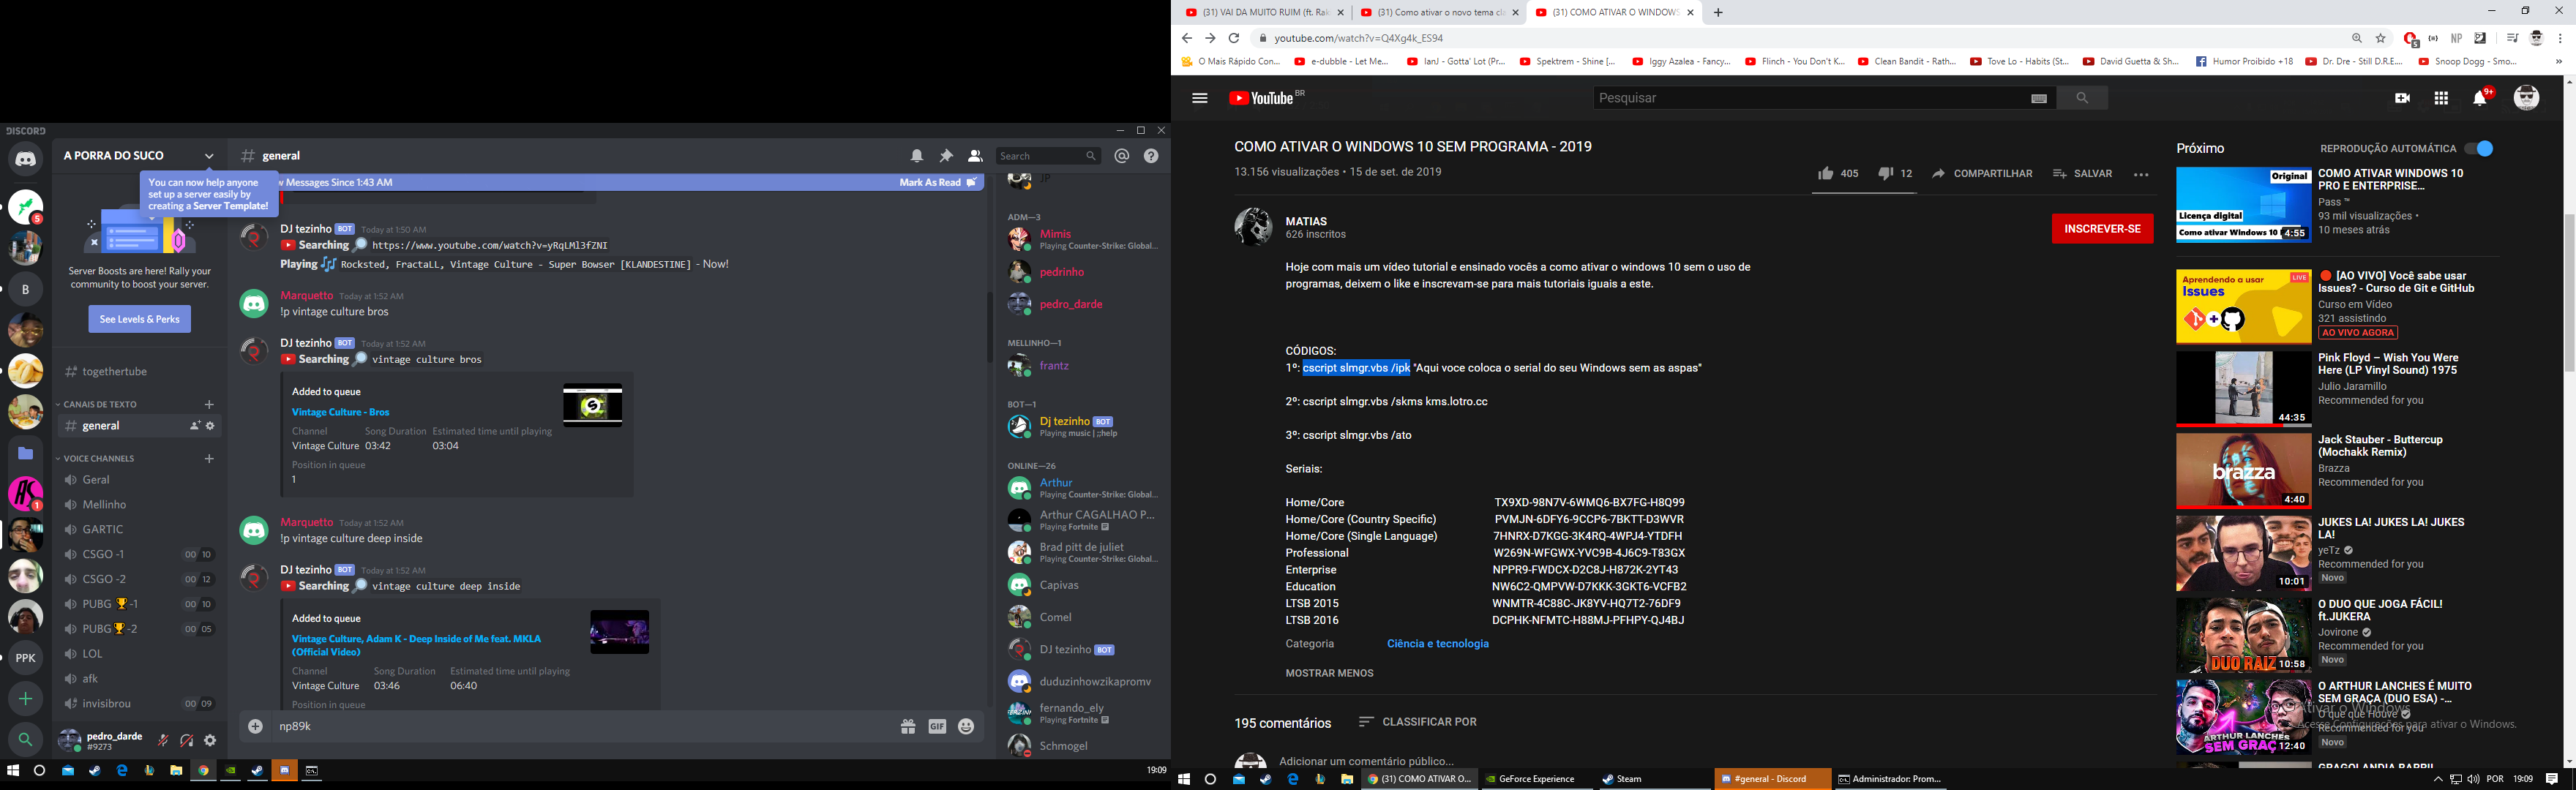 DISCORD
A PORRA DO SUCO
You can now help anyone
set up a server easily by
creating a Server Template!
Server Boosts are here! Rally your
community to boost your server.
See Levels & Perks
togethertube
CANAIS DE TEXTO
general
VOICE CHANNELS
Geral
Mellinho
GARTIC
CSGO -1 00 10
CSGO -2 00 12
PUBG 🏆-1 00 10
PUBG🏆-2 00 05
LOL
afk
invisibrou 00 09
5
B
1
PPK
pedro_darde
#9273
# general
Search
w Messages Since 1:43 AM Mark As Read
DJ tezinho BOT Today at 1:50 AM
Searching 🔎 https://www.youtube.com/watch?v=yRqLMl3fZNI
Playing 🎶 Rocksted, FractaLL, Vintage Culture - Super Bowser [KLANDESTINE] - Now!
Marquetto Today at 1:52 AM
!p vintage culture bros
DJ tezinho BOT Today at 1:52 AM
Searching 🔎 vintage culture bros
Added to queue
Vintage Culture - Bros
Channel Song Duration Estimated time until playing
Vintage Culture 03:42 03:04
Position in queue
1
Marquetto Today at 1:52 AM
!p vintage culture deep inside
DJ tezinho BOT Today at 1:52 AM
Searching 🔎 vintage culture deep inside
Added to queue
Vintage Culture, Adam K - Deep Inside of Me feat. MKLA
(Official Video)
Channel Song Duration Estimated time until playing
Vintage Culture 03:46 06:40
Position in queue
np89k
GIF
JP
ADM—3
Mimis
Playing Counter-Strike: Global...
pedrinho
pedro_darde
MELLINHO—1
frantz
BOT—1
Dj tezinho BOT
Playing music | ;;help
ONLINE—26
Arthur
Playing Counter-Strike: Global...
Arthur CAGALHAO P...
Playing Fortnite
Brad pitt de juliet
Playing Counter-Strike: Global...
Capivas
Comel
DJ tezinho BOT
duduzinhowzikapromv
fernando_ely
Playing Fortnite
Schmogel
19:09
(31) VAI DA MUITO RUIM (ft. Rak
(31) Como ativar o novo tema cla
(31) COMO ATIVAR O WINDOWS
youtube.com/watch?v=Q4Xg4k_ES94
5
NP
O Mais Rápido Con...
e-dubble - Let Me...
IanJ - Gotta' Lot (Pr...
Spektrem - Shine [...
Iggy Azalea - Fancy...
Flinch - You Don't K...
Clean Bandit - Rath...
Tove Lo - Habits (St...
David Guetta & Sh...
Humor Proibido +18
Dr. Dre - Still D.R.E....
Snoop Dogg - Smo...
»
YouTube BR
Pesquisar
9+
COMO ATIVAR O WINDOWS 10 SEM PROGRAMA - 2019
13.156 visualizações • 15 de set. de 2019
405 12 COMPARTILHAR SALVAR
MATIAS
626 inscritos
INSCREVER-SE
Hoje com mais um vídeo tutorial e ensinado vocês a como ativar o windows 10 sem o uso de
programas, deixem o like e inscrevam-se para mais tutoriais iguais a este.
CÓDIGOS:
1º: cscript slmgr.vbs /ipk "Aqui voce coloca o serial do seu Windows sem as aspas"
2º: cscript slmgr.vbs /skms kms.lotro.cc
3º: cscript slmgr.vbs /ato
Seriais:
Home/Core TX9XD-98N7V-6WMQ6-BX7FG-H8Q99
Home/Core (Country Specific) PVMJN-6DFY6-9CCP6-7BKTT-D3WVR
Home/Core (Single Language) 7HNRX-D7KGG-3K4RQ-4WPJ4-YTDFH
Professional W269N-WFGWX-YVC9B-4J6C9-T83GX
Enterprise NPPR9-FWDCX-D2C8J-H872K-2YT43
Education NW6C2-QMPVW-D7KKK-3GKT6-VCFB2
LTSB 2015 WNMTR-4C88C-JK8YV-HQ7T2-76DF9
LTSB 2016 DCPHK-NFMTC-H88MJ-PFHPY-QJ4BJ
Categoria Ciência e tecnologia
MOSTRAR MENOS
195 comentários CLASSIFICAR POR
Adicionar um comentário público...
Próximo REPRODUÇÃO AUTOMÁTICA
Original
Licença digital
Como ativar Windows 10
4:55
COMO ATIVAR WINDOWS 10
PRO E ENTERPRISE...
Pass ™
93 mil visualizações •
10 meses atrás
Aprendendo a usar
Issues
LIVE
[AO VIVO] Você sabe usar
Issues? - Curso de Git e GitHub
Curso em Vídeo
321 assistindo
AO VIVO AGORA
44:35
Pink Floyd – Wish You Were
Here (LP Vinyl Sound) 1975
Julio Jaramillo
Recommended for you
brazza
4:40
Jack Stauber - Buttercup
(Mochakk Remix)
Brazza
Recommended for you
10:01
JUKES LA! JUKES LA! JUKES
LA!
yeTz
Recommended for you
Novo
DUO RAIZ
10:58
O DUO QUE JOGA FÁCIL!
ft.JUKERA
Jovirone
Recommended for you
Novo
ARTHUR LANCHES
SEM GRAÇ
12:40
O ARTHUR LANCHES É MUITO
SEM GRAÇA (DUO ESA) -...
O que que Houve
Recommended for you
Novo
Ativar o Windows
Acesse Configurações para ativar o Windows.
GRAGOLANDIA BARRIL
(31) COMO ATIVAR O...
GeForce Experience
Steam
#general - Discord
Administrador: Prom...
POR 19:09